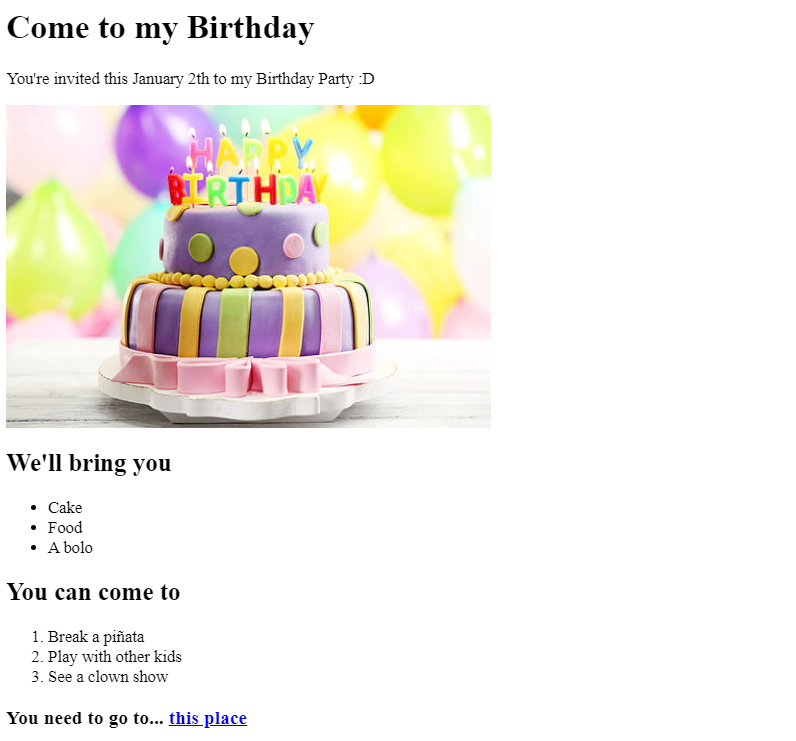 Come to my Birthday
You're invited this January 2th to my Birthday Party :D
HAPPY
BIRTHDAY
We'll bring you
• Cake
• Food
• A bolo
You can come to
1. Break a piñata
2. Play with other kids
3. See a clown show
You need to go to... this place